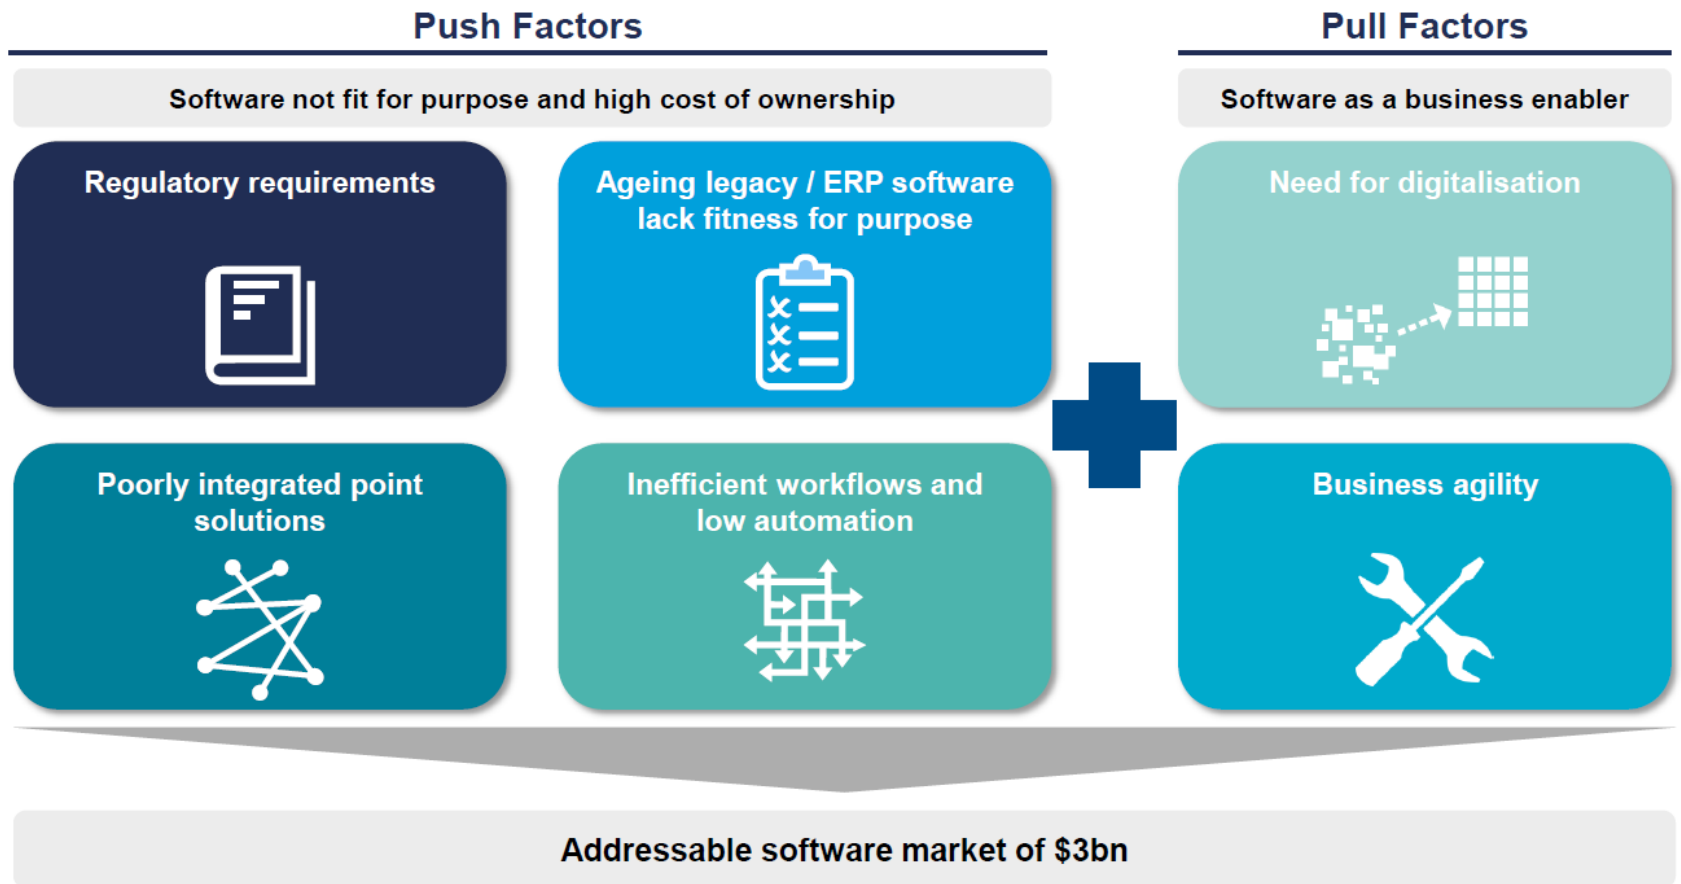 Push Factors
Pull Factors
Software not fit for purpose and high cost of ownership
Software as a business enabler
Regulatory requirements
Ageing legacy / ERP software
lack fitness for purpose
Need for digitalisation
Poorly integrated point
solutions
Inefficient workflows and
low automation
Business agility
Addressable software market of $3bn